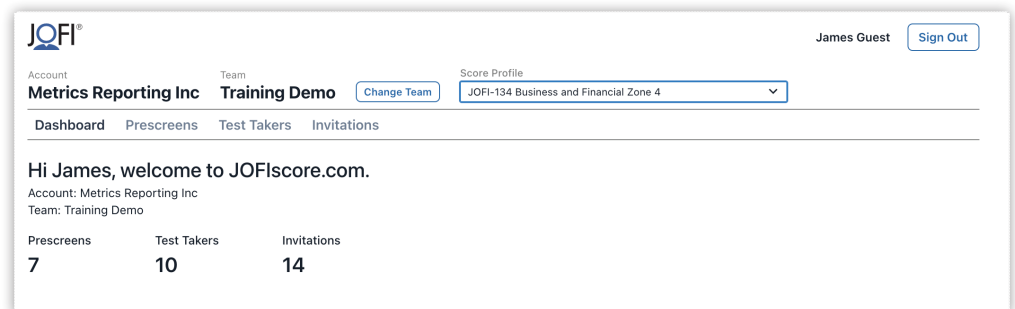 JOFI®
James Guest
Sign Out
Account
Team
Score Profile
Metrics Reporting Inc
Training Demo
Change Team
JOFI-134 Business and Financial Zone 4
Dashboard Prescreens Test Takers Invitations
Hi James, welcome to JOFIscore.com.
Account: Metrics Reporting Inc
Team: Training Demo
Prescreens Test Takers Invitations
7 10 14